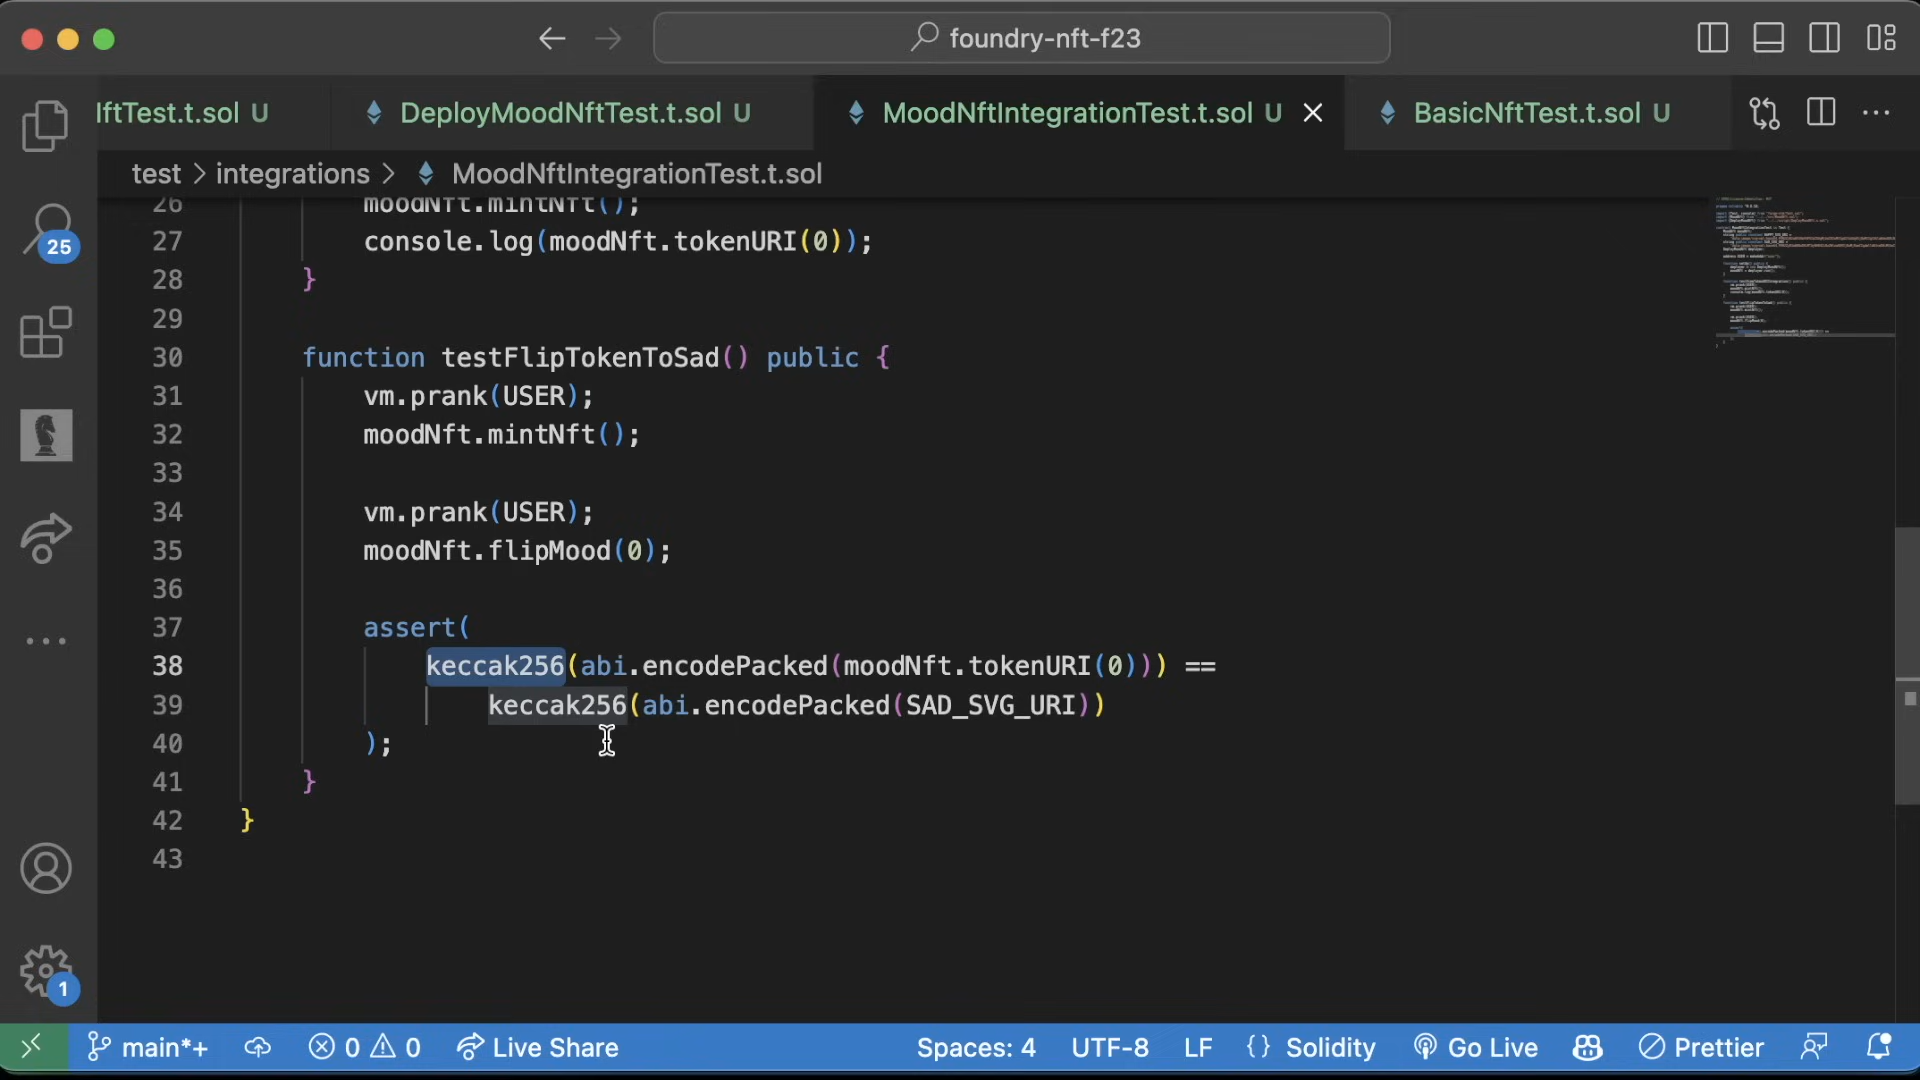 foundry-nft-f23
IftTest.t.sol U
DeployMoodNftTest.t.sol U
MoodNftIntegrationTest.t.sol U
BasicNftTest.t.sol U
test > integrations > MoodNftIntegrationTest.t.sol
25
26 moodNft.mintNft();
27 console.log(moodNft.tokenURI(0));
28 }
29
30 function testFlipTokenToSad() public {
31 vm.prank(USER);
32 moodNft.mintNft();
33
34 vm.prank(USER);
35 moodNft.flipMood(0);
36
37 assert(
38 keccak256(abi.encodePacked(moodNft.tokenURI(0))) ==
39 keccak256(abi.encodePacked(SAD_SVG_URI))
40 );
41 }
42 }
43
1
main*+ 0 0 Live Share Spaces: 4 UTF-8 LF {} Solidity Go Live Prettier